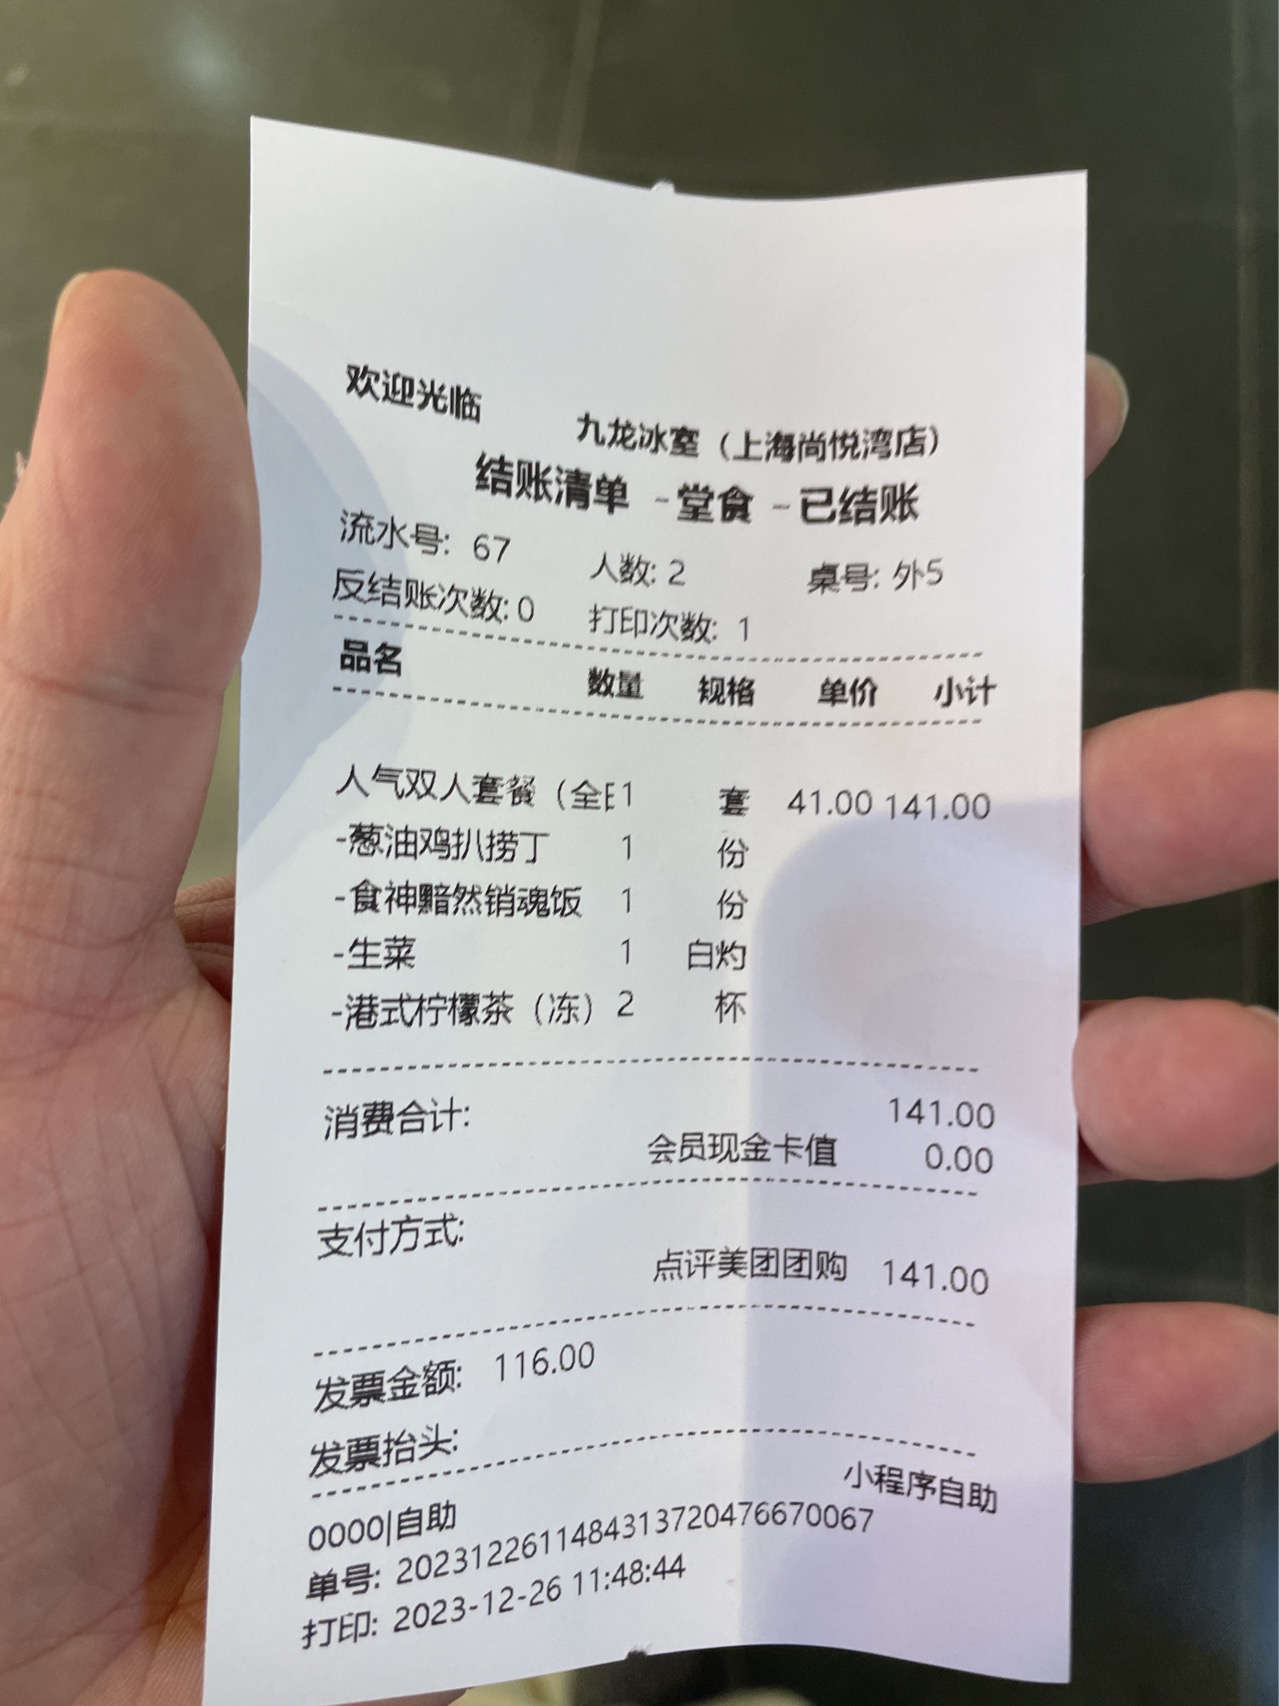 欢迎光临
九龙冰室（上海尚悦湾店）
结账清单 -堂食 -已结账
流水号: 67 人数: 2 桌号: 外5
反结账次数: 0 打印次数: 1
品名 数量 规格 单价 小计
人气双人套餐（全日1 套 41.00 141.00
-葱油鸡扒捞丁 1 份
-食神黯然销魂饭 1 份
-生菜 1 白灼
-港式柠檬茶（冻） 2 杯
消费合计: 141.00
会员现金卡值 0.00
支付方式:
点评美团团购 141.00
发票金额: 116.00
发票抬头:
小程序自助
0000|自助
单号: 20231226114843137204766​70067
打印: 2023-12-26 11:48:44